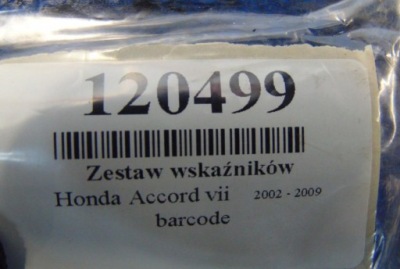 120499
Zestaw wskaźników
Honda Accord vii 2002 - 2009
barcode